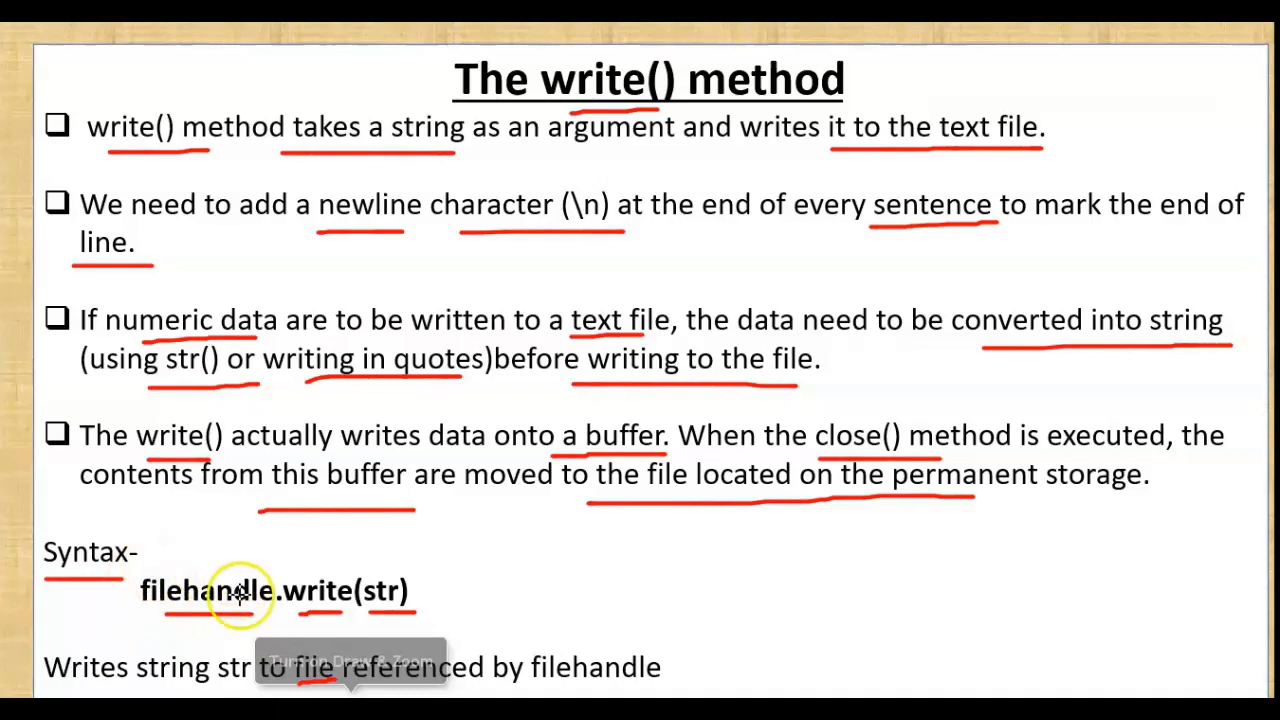 The write() method
write() method takes a string as an argument and writes it to the text file.
We need to add a newline character (\n) at the end of every sentence to mark the end of
line.
If numeric data are to be written to a text file, the data need to be converted into string
(using str() or writing in quotes)before writing to the file.
The write() actually writes data onto a buffer. When the close() method is executed, the
contents from this buffer are moved to the file located on the permanent storage.
Syntax-
filehandle.write(str)
Turn on Draw & Zoom
Writes string str to file referenced by filehandle